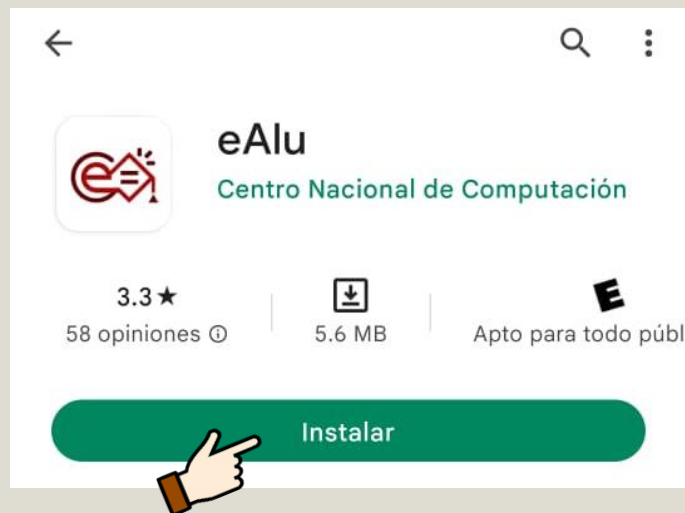 eAlu
Centro Nacional de Computación
3.3★
58 opiniones
5.6 MB
E
Apto para todo públ
Instalar